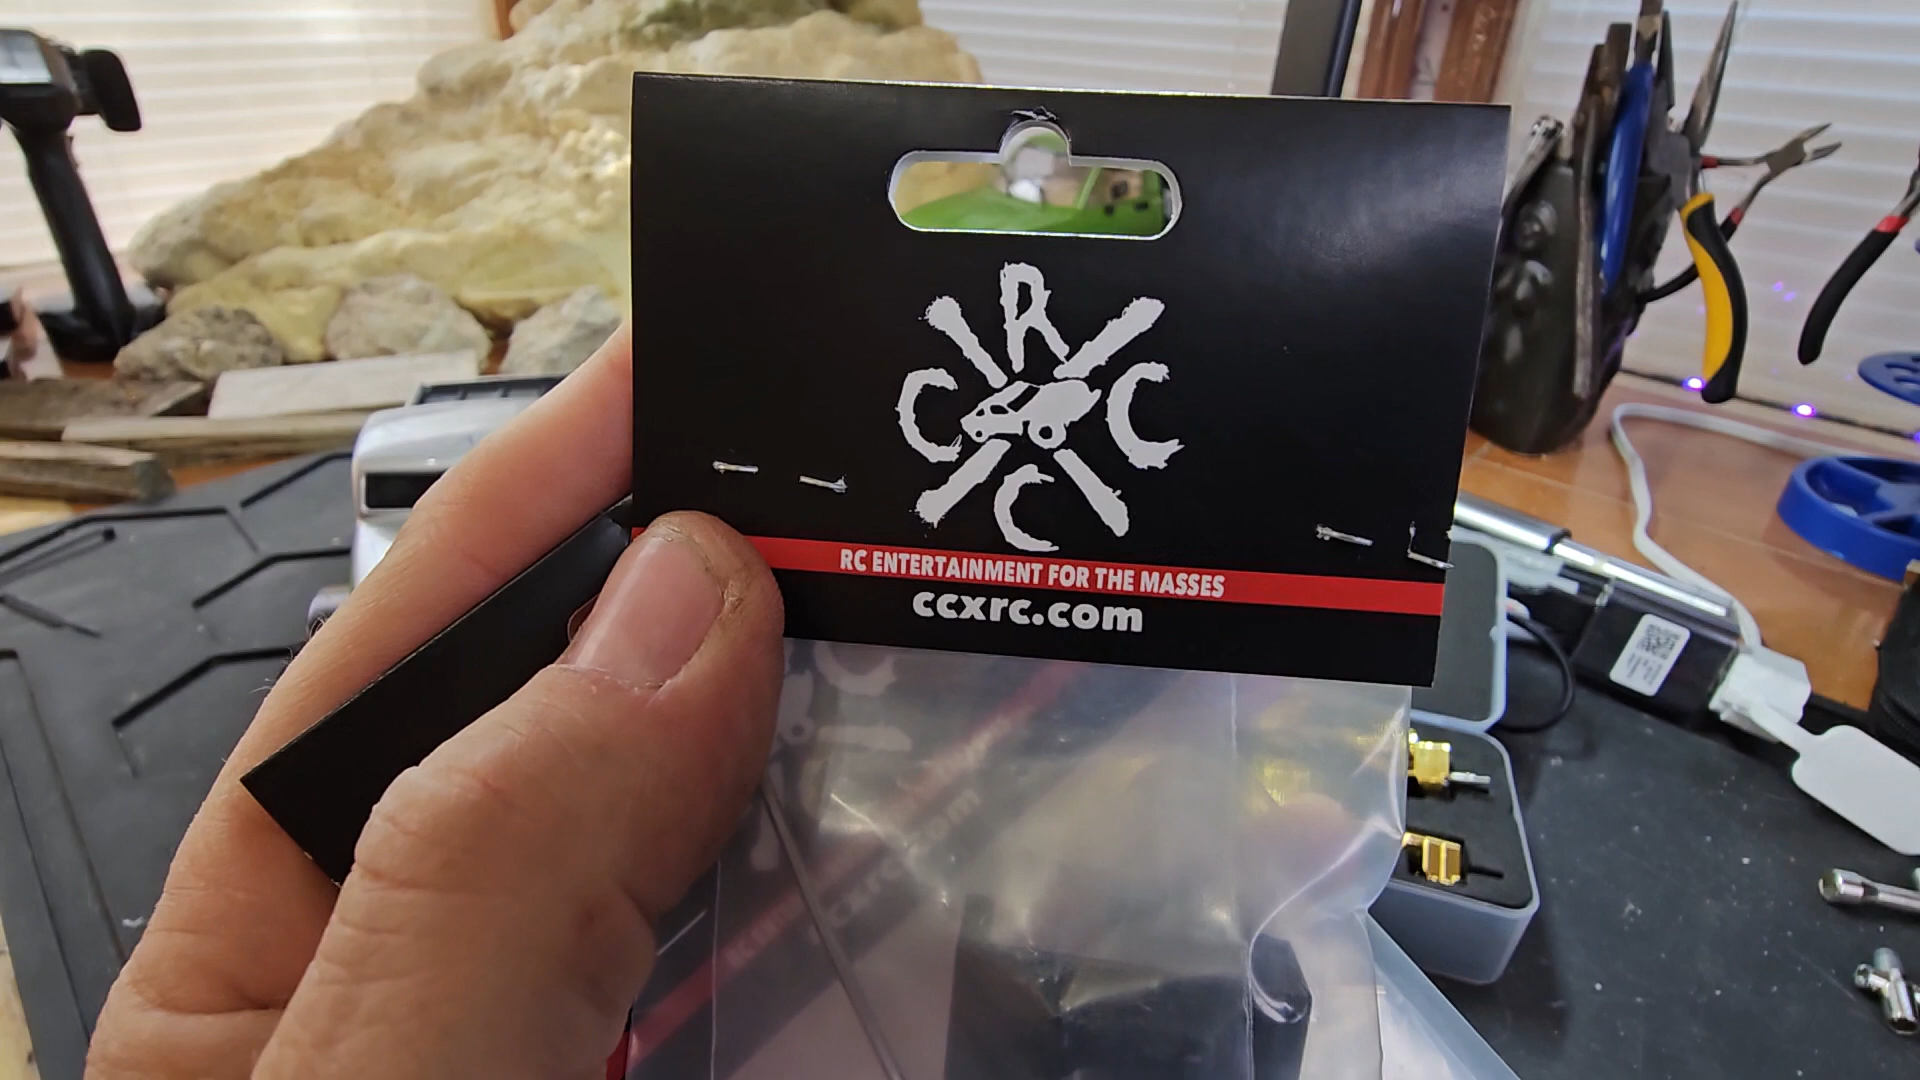 R
C C
C
RC ENTERTAINMENT FOR THE MASSES
ccxrc.com